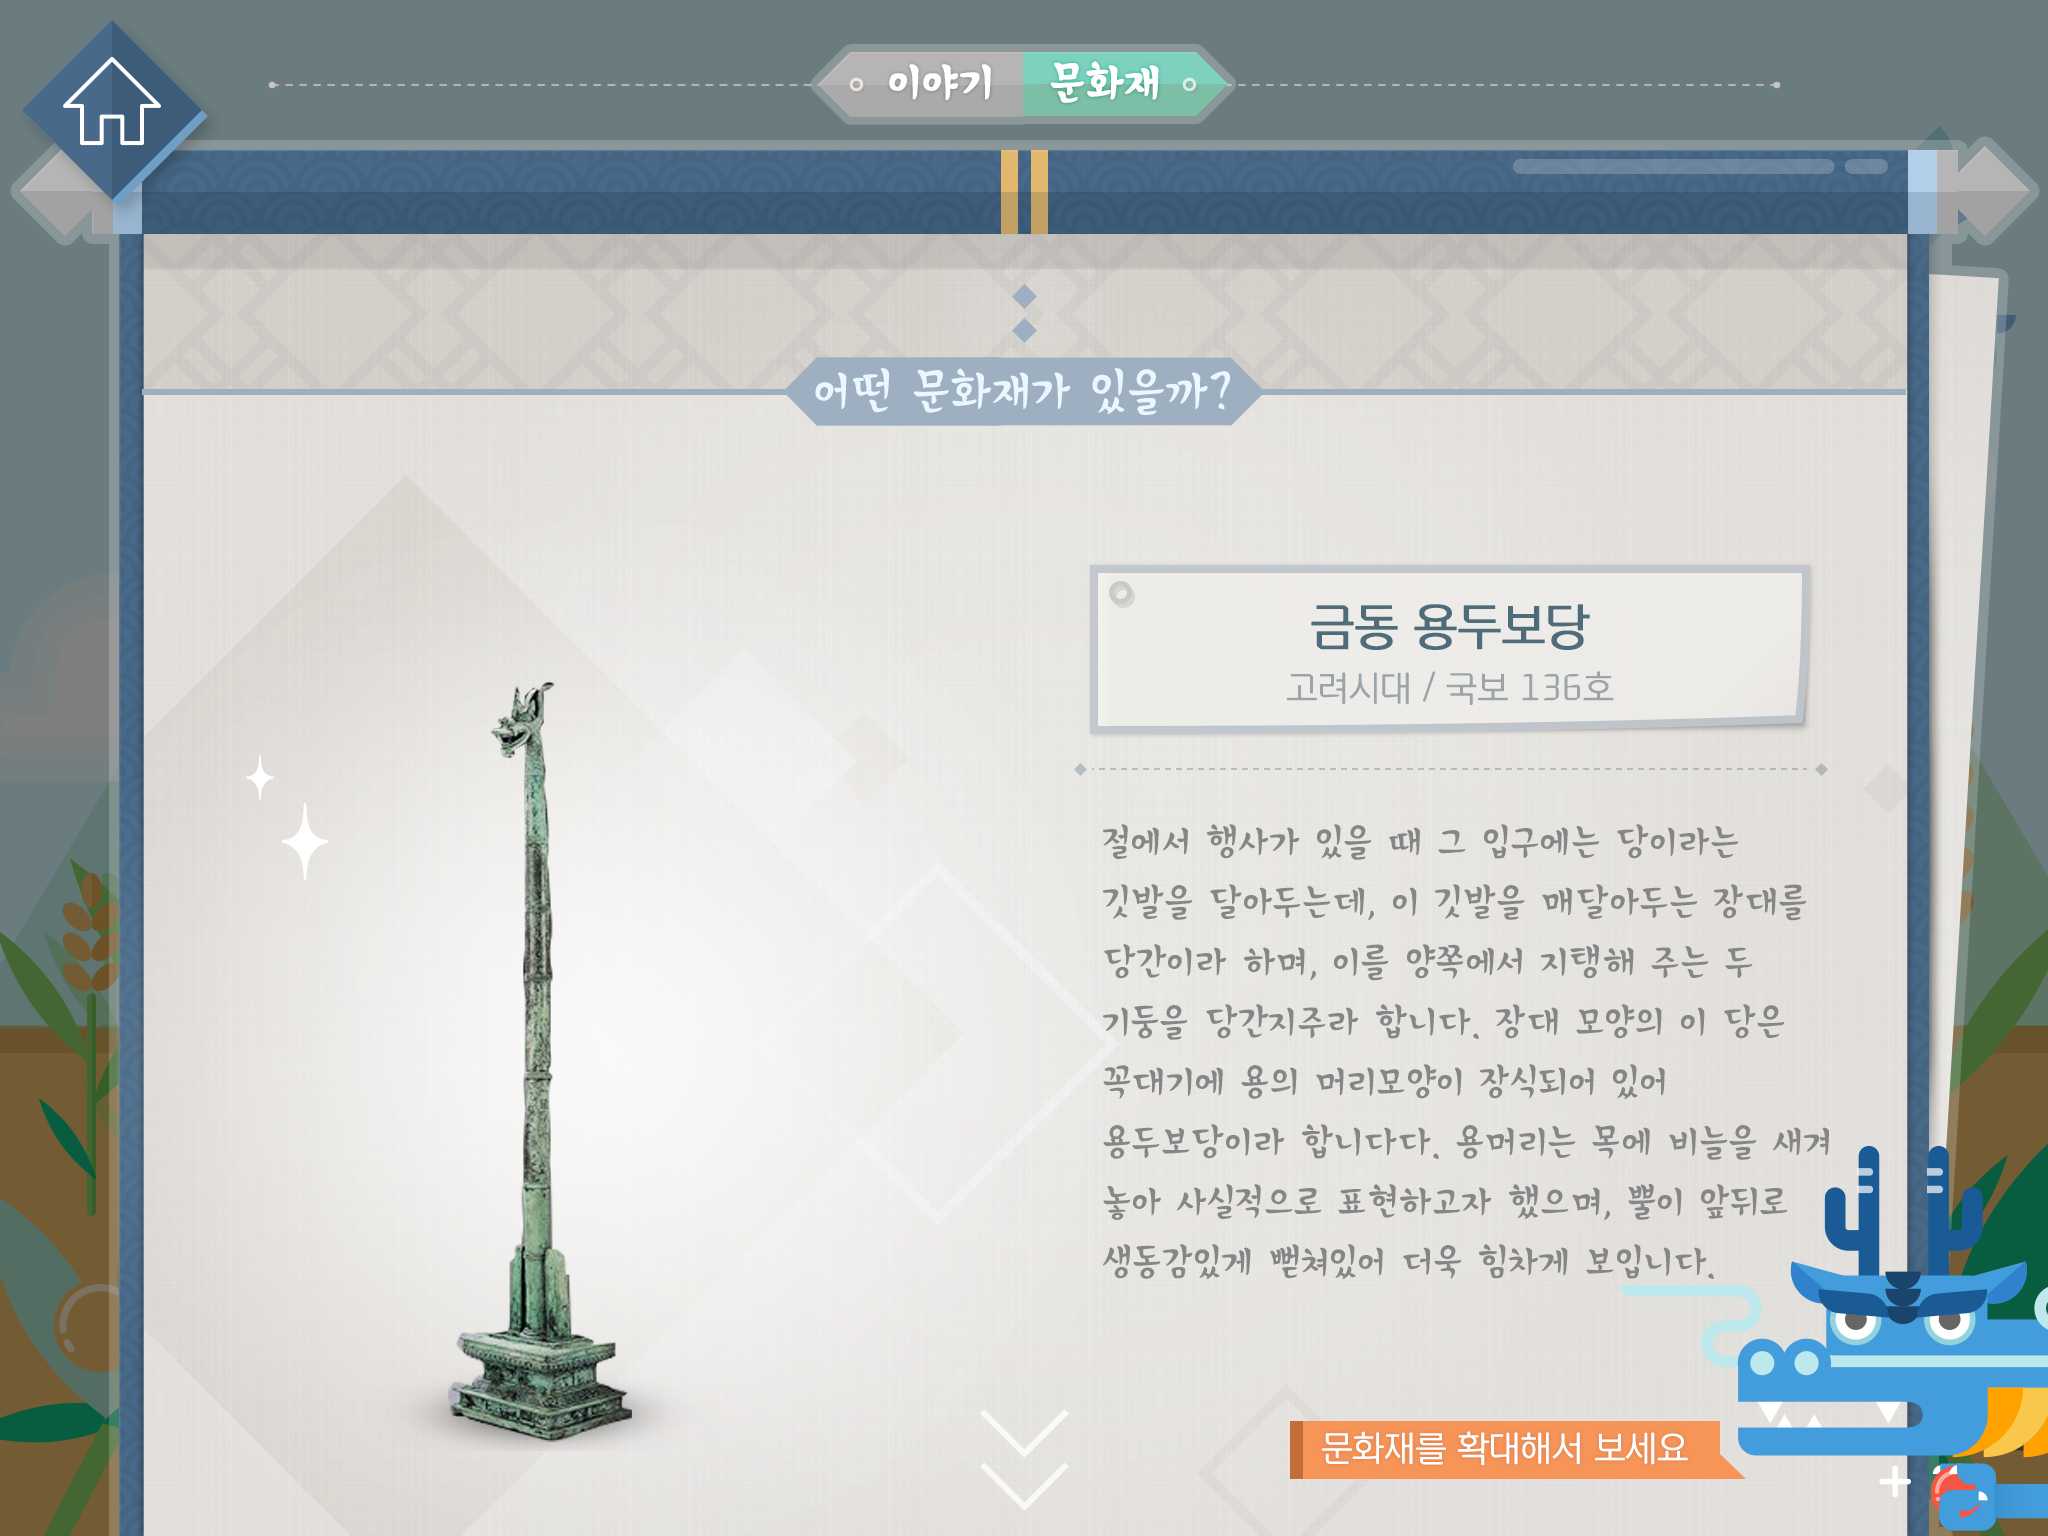 이야기 문화재
어떤 문화재가 있을까?
금동 용두보당
고려시대 / 국보 136호
절에서 행사가 있을 때 그 입구에는 당이라는
깃발을 달아두는데, 이 깃발을 매달아두는 장대를
당간이라 하며, 이를 양쪽에서 지탱해 주는 두
기둥을 당간지주라 합니다. 장대 모양의 이 당은
꼭대기에 용의 머리모양이 장식되어 있어
용두보당이라 합니다다. 용머리는 목에 비늘을 새겨
놓아 사실적으로 표현하고자 했으며, 뿔이 앞뒤로
생동감있게 뻗쳐있어 더욱 힘차게 보입니다.
문화재를 확대해서 보세요